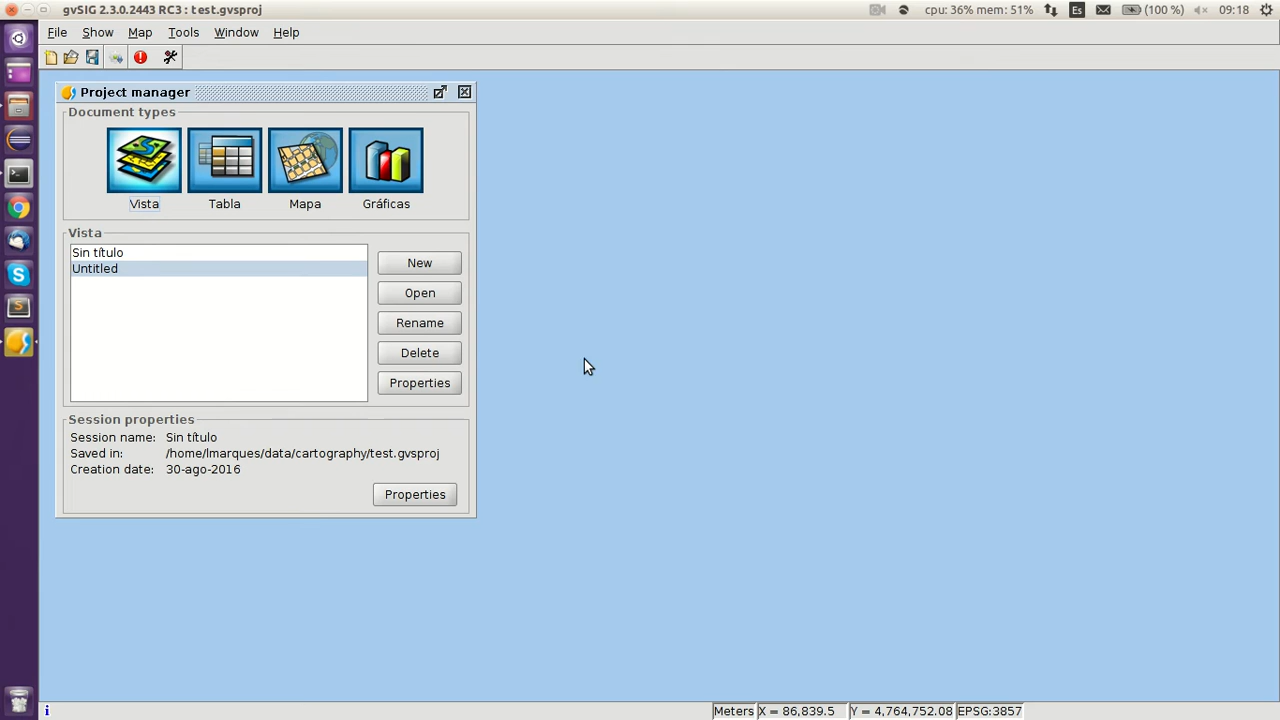 gvSIG 2.3.0.2443 RC3 : test.gvsproj
cpu: 36% mem: 51%
Es
(100 %)
09:18
File Show Map Tools Window Help
Project manager
Document types
Vista Tabla Mapa Gráficas
Vista
Sin título
Untitled
New
Open
Rename
Delete
Properties
Session properties
Session name: Sin título
Saved in: /home/lmarques/data/cartography/test.gvsproj
Creation date: 30-ago-2016
Properties
Meters X = 86,839.5 Y = 4,764,752.08 EPSG:3857